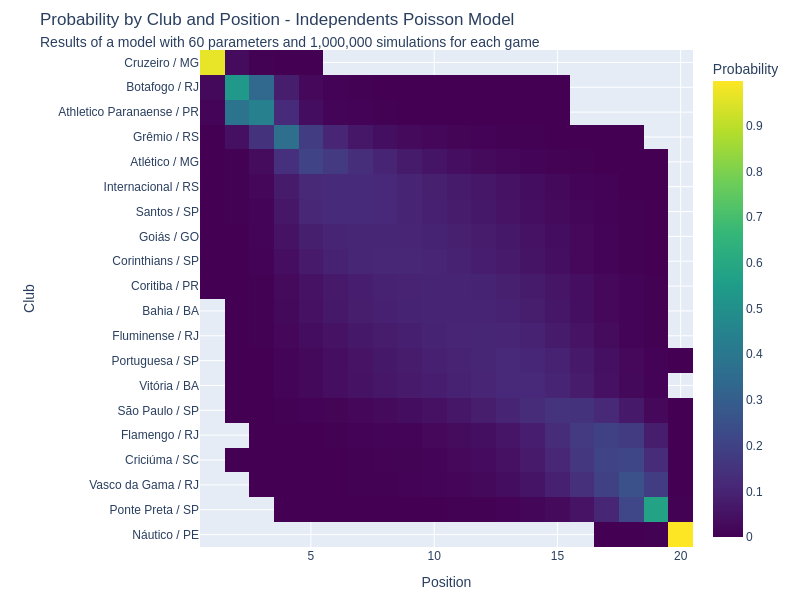 Probability by Club and Position - Independents Poisson Model
Results of a model with 60 parameters and 1,000,000 simulations for each game
Probability
Cruzeiro / MG
Botafogo / RJ
Athletico Paranaense / PR
Grêmio / RS
Atlético / MG
Internacional / RS
Santos / SP
Goiás / GO
Corinthians / SP
Coritiba / PR
Bahia / BA
Fluminense / RJ
Portuguesa / SP
Vitória / BA
São Paulo / SP
Flamengo / RJ
Criciúma / SC
Vasco da Gama / RJ
Ponte Preta / SP
Náutico / PE
Club
5
10
15
20
Position
0.9
0.8
0.7
0.6
0.5
0.4
0.3
0.2
0.1
0